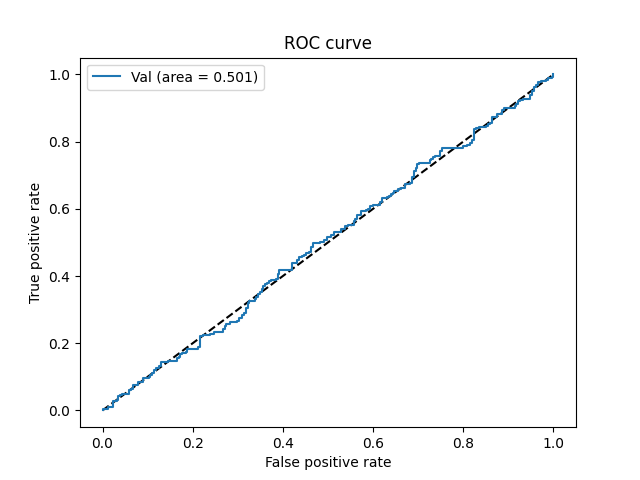 ROC curve
Val (area = 0.501)
1.0
0.8
0.6
0.4
0.2
0.0
True positive rate
0.0 0.2 0.4 0.6 0.8 1.0
False positive rate